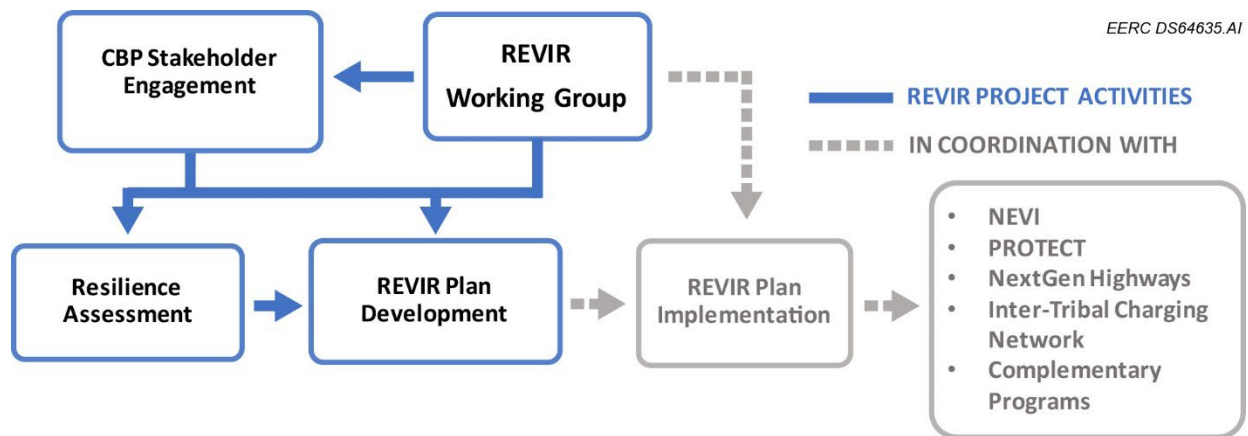 EERC DS64635.AI
CBP Stakeholder
Engagement
REVIR
Working Group
REVIR PROJECT ACTIVITIES
IN COORDINATION WITH
Resilience
Assessment
REVIR Plan
Development
REVIR Plan
Implementation
• NEVI
• PROTECT
• NextGen Highways
• Inter-Tribal Charging
Network
• Complementary
Programs